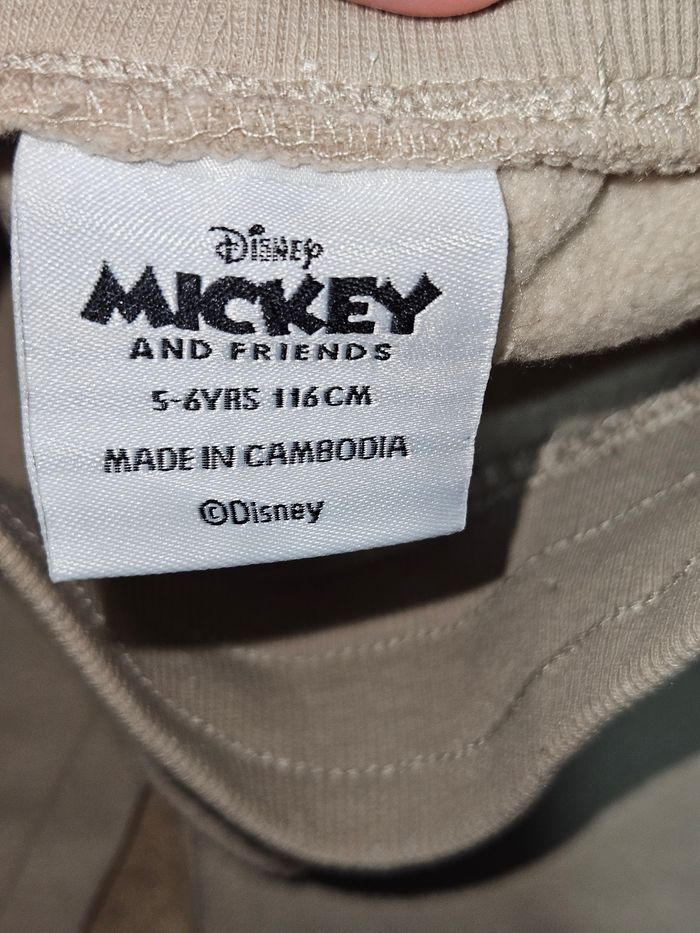 Disney
MICKEY
AND FRIENDS
5-6YRS 116CM
MADE IN CAMBODIA
©Disney